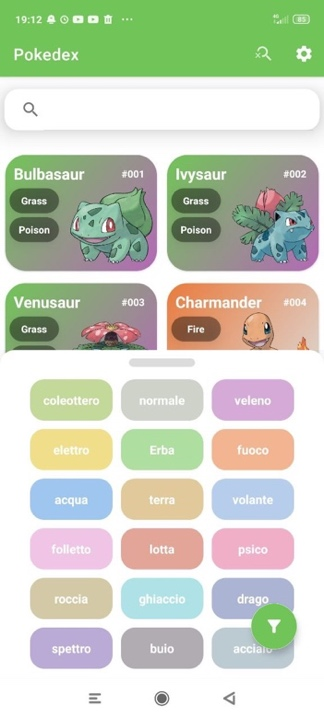 19:12
4G 85
Pokedex
Bulbasaur #001
Grass
Poison
Ivysaur #002
Grass
Poison
Venusaur #003
Grass
Charmander #004
Fire
coleottero normale veleno
elettro Erba fuoco
acqua terra volante
folletto lotta psico
roccia ghiaccio drago
spettro buio acciaio